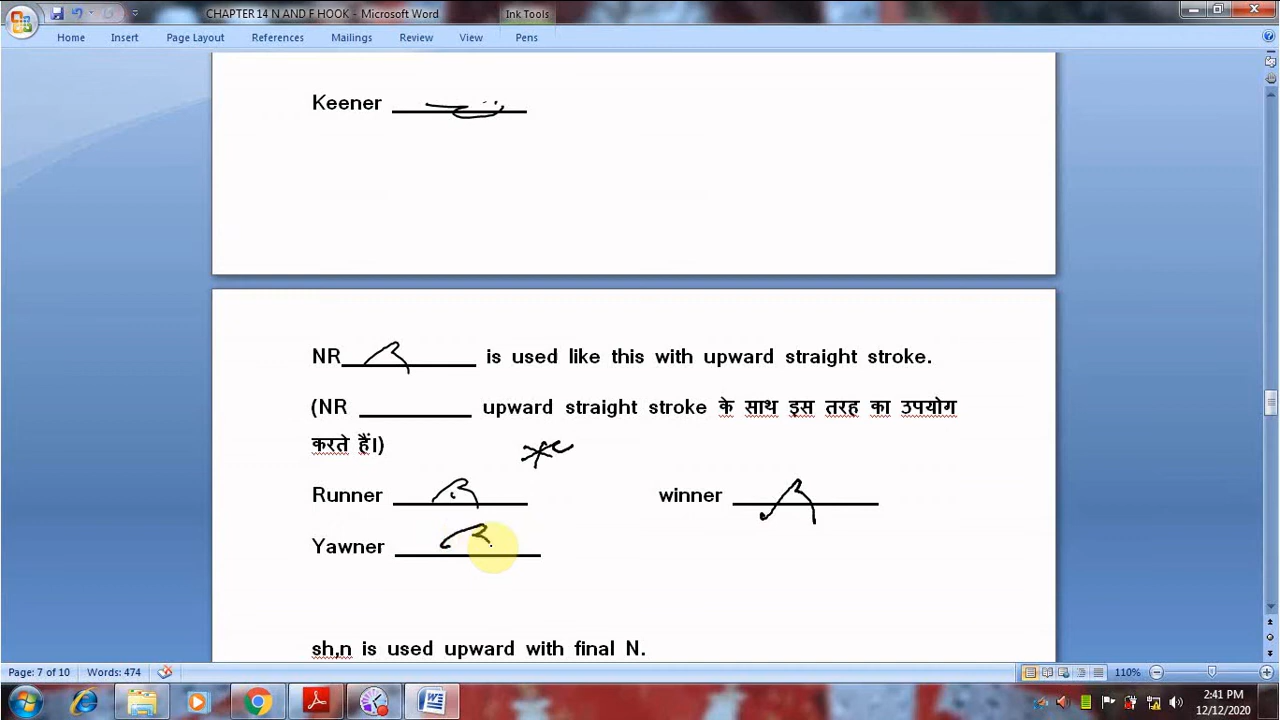 CHAPTER 14 N AND F HOOK - Microsoft Word Ink Tools
Home Insert Page Layout References Mailings Review View Pens
Keener
NR is used like this with upward straight stroke.
(NR upward straight stroke के साथ इस तरह का उपयोग
करते हैं।)
Runner winner
Yawner
sh,n is used upward with final N.
Page: 7 of 10 Words: 474 110%
2:41 PM
12/12/2020